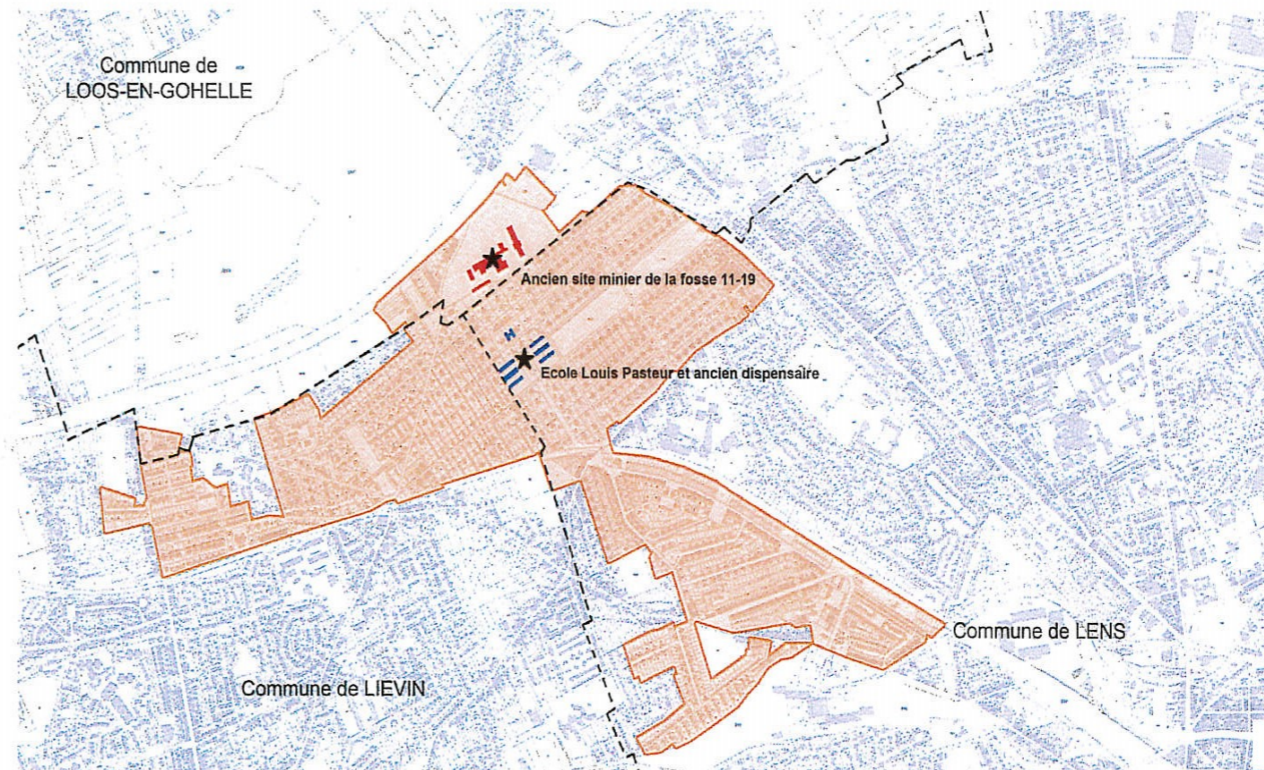 Commune de
LOOS-EN-GOHELLE
Ancien site minier de la fosse 11-19
Ecole Louis Pasteur et ancien dispensaire
Commune de LENS
Commune de LIEVIN